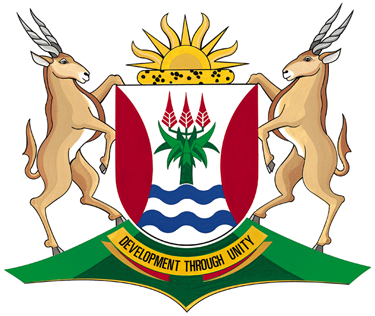 DEVELOPMENT THROUGH UNITY